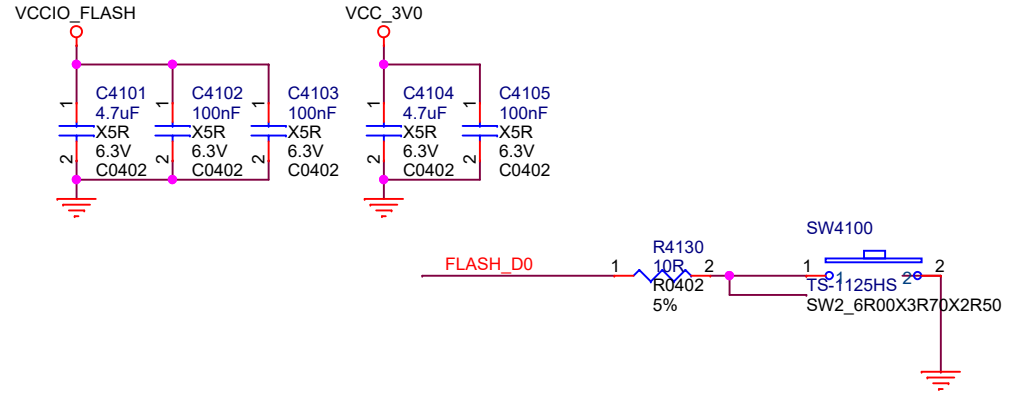 VCCIO_FLASH
VCC_3V0
1
C4101
4.7uF
X5R
6.3V
C0402
2
1
C4102
100nF
X5R
6.3V
C0402
2
1
C4103
100nF
X5R
6.3V
C0402
2
1
C4104
4.7uF
X5R
6.3V
C0402
2
1
C4105
100nF
X5R
6.3V
C0402
2
FLASH_D0
1
R4130
10R
R0402
5%
2
SW4100
1
1
2
2
TS-1125HS
SW2_6R00X3R70X2R50